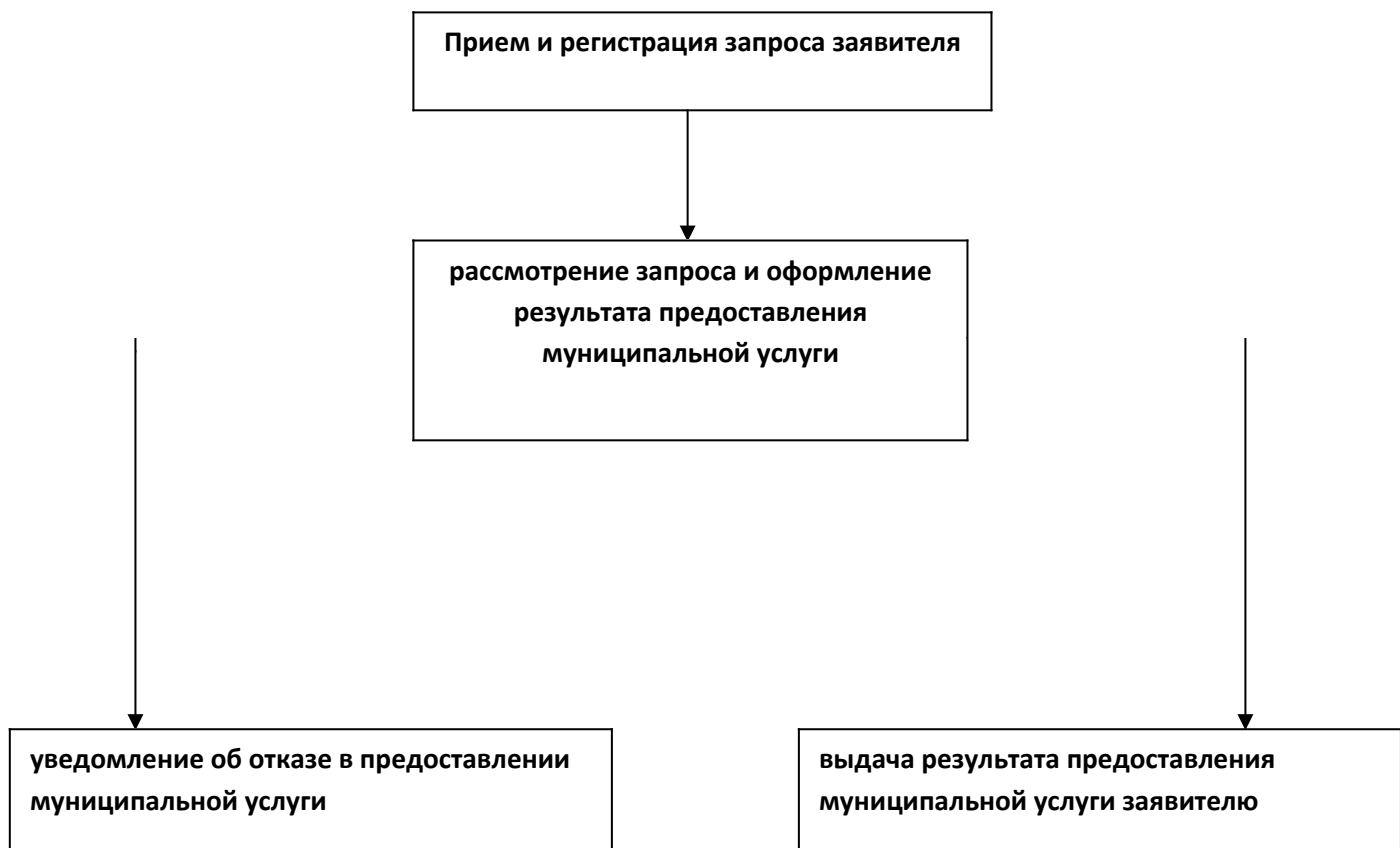 Прием и регистрация запроса заявителя
рассмотрение запроса и оформление
результата предоставления
муниципальной услуги
уведомление об отказе в предоставлении
муниципальной услуги
выдача результата предоставления
муниципальной услуги заявителю